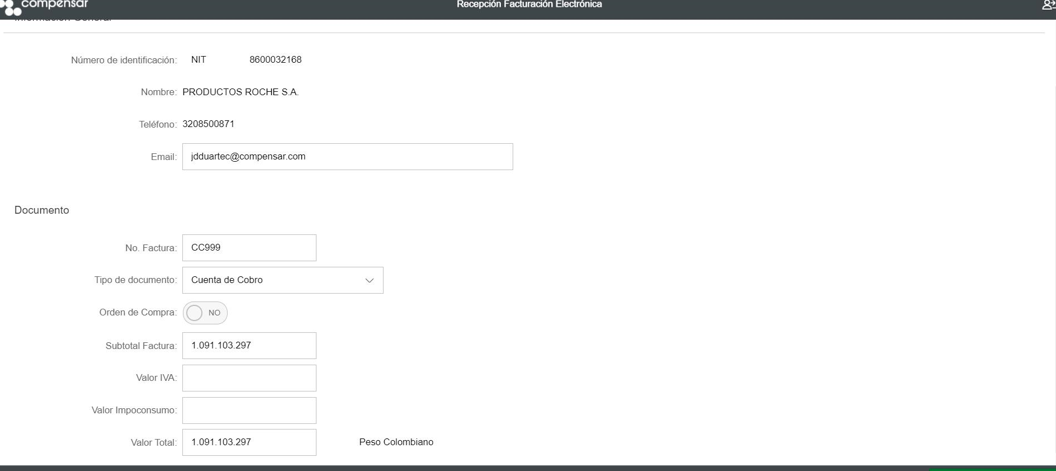 compensar
Recepción Facturación Electrónica
Información General
Número de identificación: NIT 8600032168
Nombre: PRODUCTOS ROCHE S.A.
Teléfono: 3208500871
Email: jdduartec@compensar.com
Documento
No. Factura: CC999
Tipo de documento: Cuenta de Cobro
Orden de Compra: NO
Subtotal Factura: 1.091.103.297
Valor IVA:
Valor Impoconsumo:
Valor Total: 1.091.103.297 Peso Colombiano